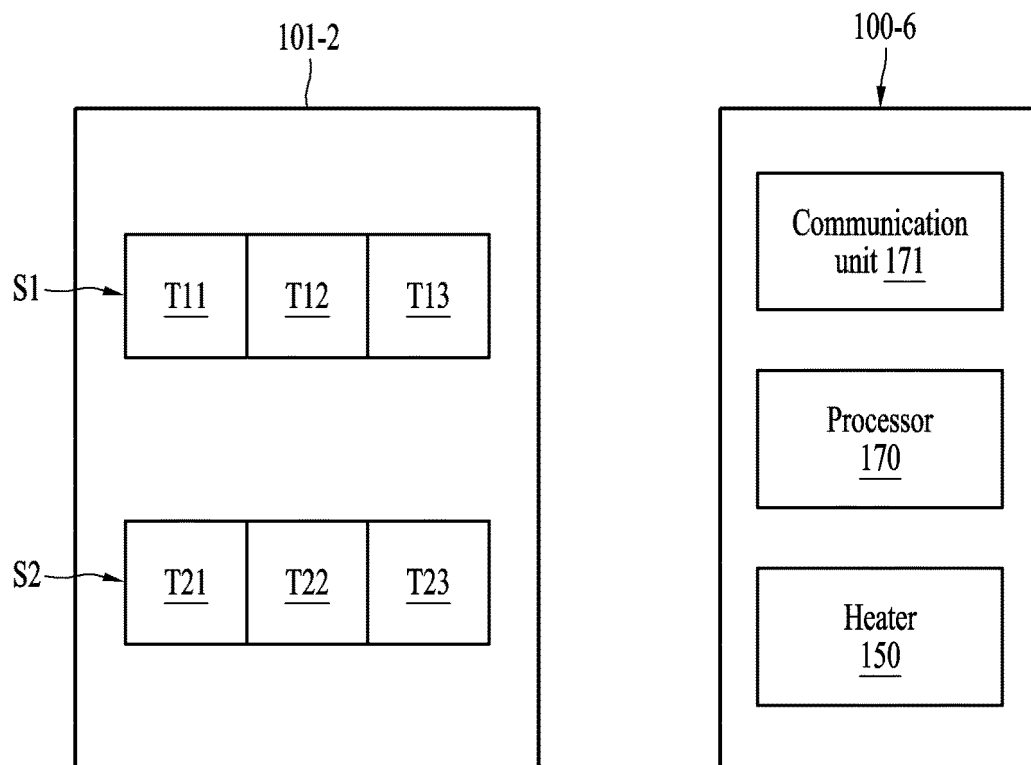 101-2
S1
T11 T12 T13
S2
T21 T22 T23
100-6
Communication
unit 171
Processor
170
Heater
150